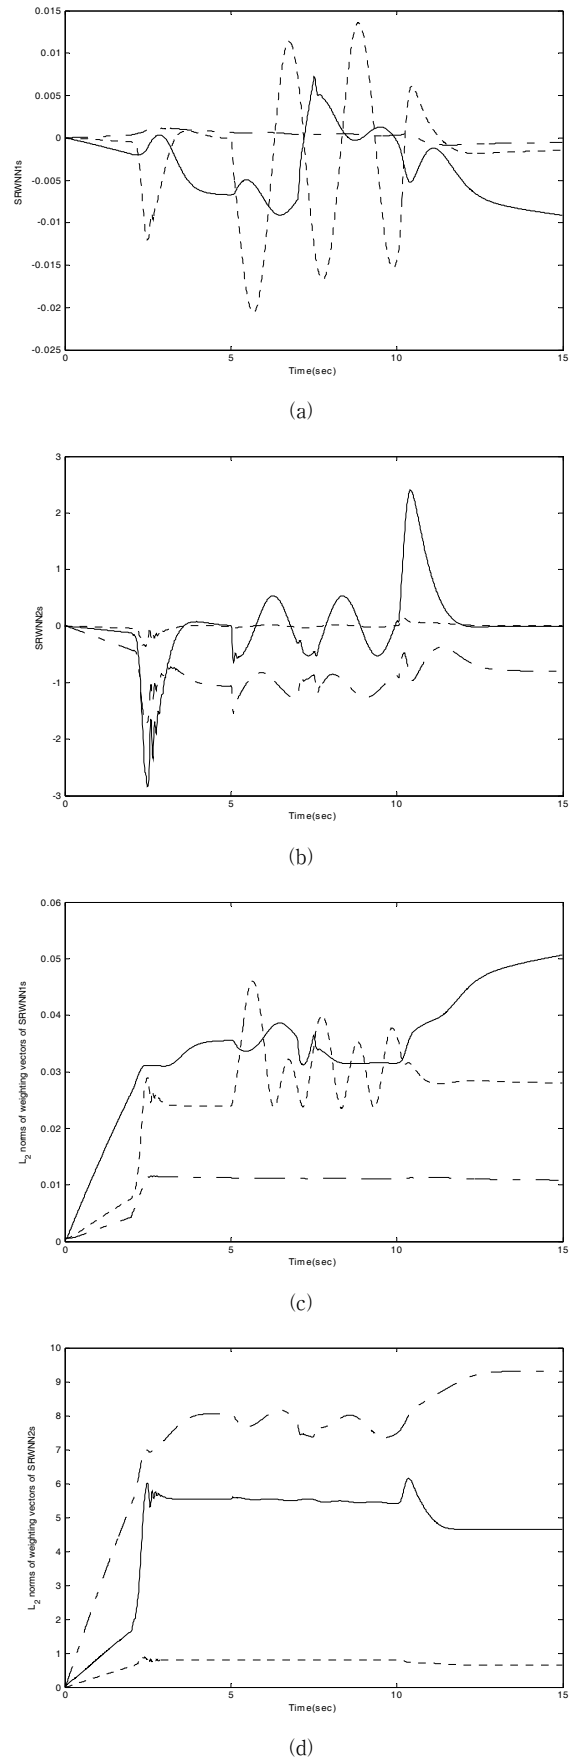 0.015
0.01
0.005
0
-0.005
-0.01
-0.015
-0.02
-0.025
SRWNN1s
0 5 10 15
Time(sec)
(a)
3
2
1
0
-1
-2
-3
SRWNN2s
0 5 10 15
Time(sec)
(b)
0.06
0.05
0.04
0.03
0.02
0.01
0
L2 norms of weighting vectors of SRWNN1s
0 5 10 15
Time(sec)
(c)
10
9
8
7
6
5
4
3
2
1
0
L2 norms of weighting vectors of SRWNN2s
0 5 10 15
Time(sec)
(d)